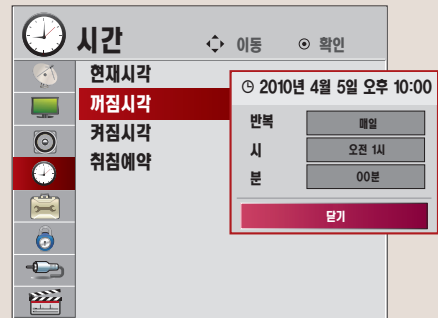 시간 이동 확인
현재시각
꺼짐시각
켜짐시각
취침예약
2010년 4월 5일 오후 10:00
반복 매일
시 오전 1시
분 00분
닫기